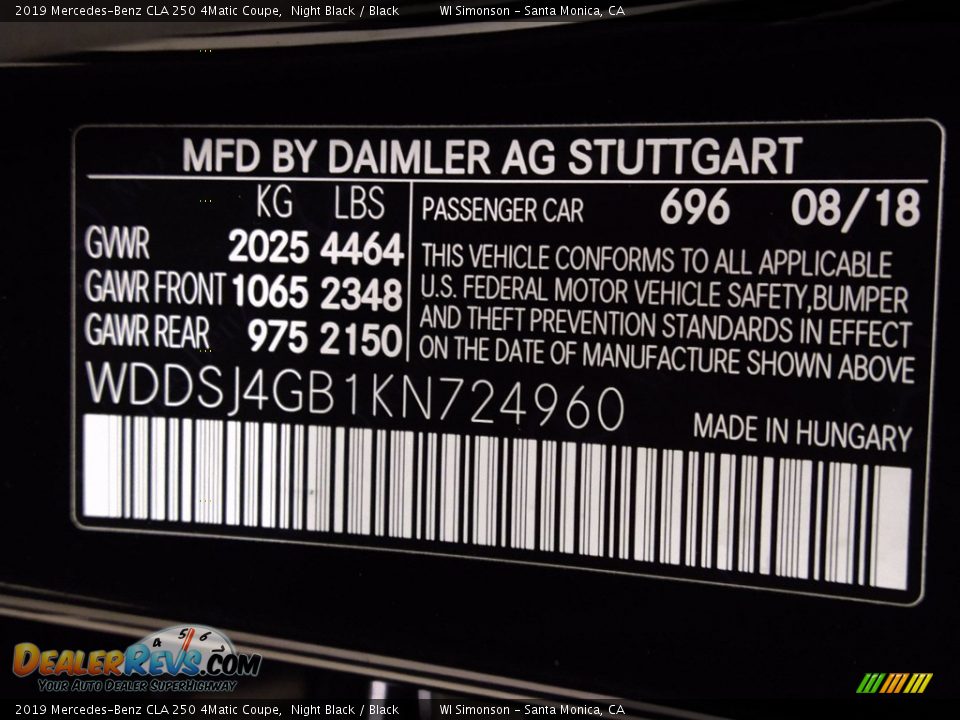 2019 Mercedes-Benz CLA 250 4Matic Coupe, Night Black / Black WI Simonson - Santa Monica, CA
MFD BY DAIMLER AG STUTTGART
KG LBS
GVWR 2025 4464
GAWR FRONT 1065 2348
GAWR REAR 975 2150
PASSENGER CAR 696 08/18
THIS VEHICLE CONFORMS TO ALL APPLICABLE
U.S. FEDERAL MOTOR VEHICLE SAFETY,BUMPER
AND THEFT PREVENTION STANDARDS IN EFFECT
ON THE DATE OF MANUFACTURE SHOWN ABOVE
WDDSJ4GB1KN724960
MADE IN HUNGARY
4 5 6 7
DEALERREVS.COM
YOUR AUTO DEALER SUPERHIGHWAY
2019 Mercedes-Benz CLA 250 4Matic Coupe, Night Black / Black WI Simonson - Santa Monica, CA